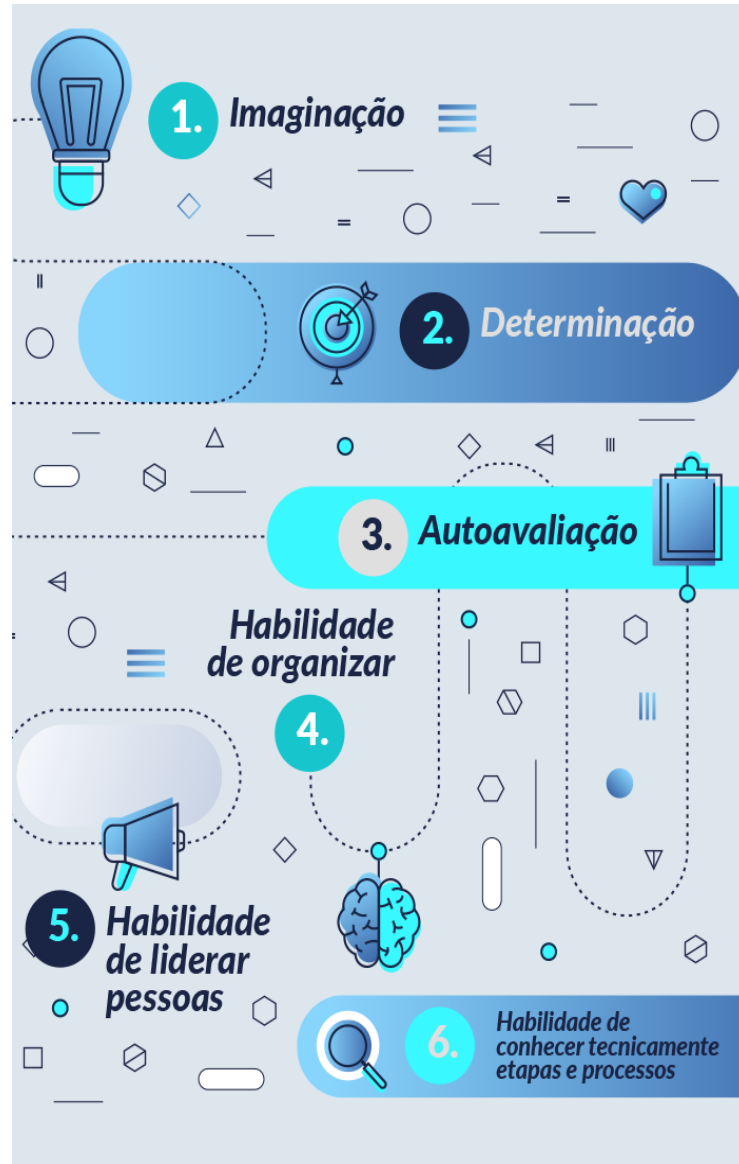 1. Imaginação
2. Determinação
3. Autoavaliação
Habilidade
de organizar
4.
5. Habilidade
de liderar
pessoas
6. Habilidade de
conhecer tecnicamente
etapas e processos